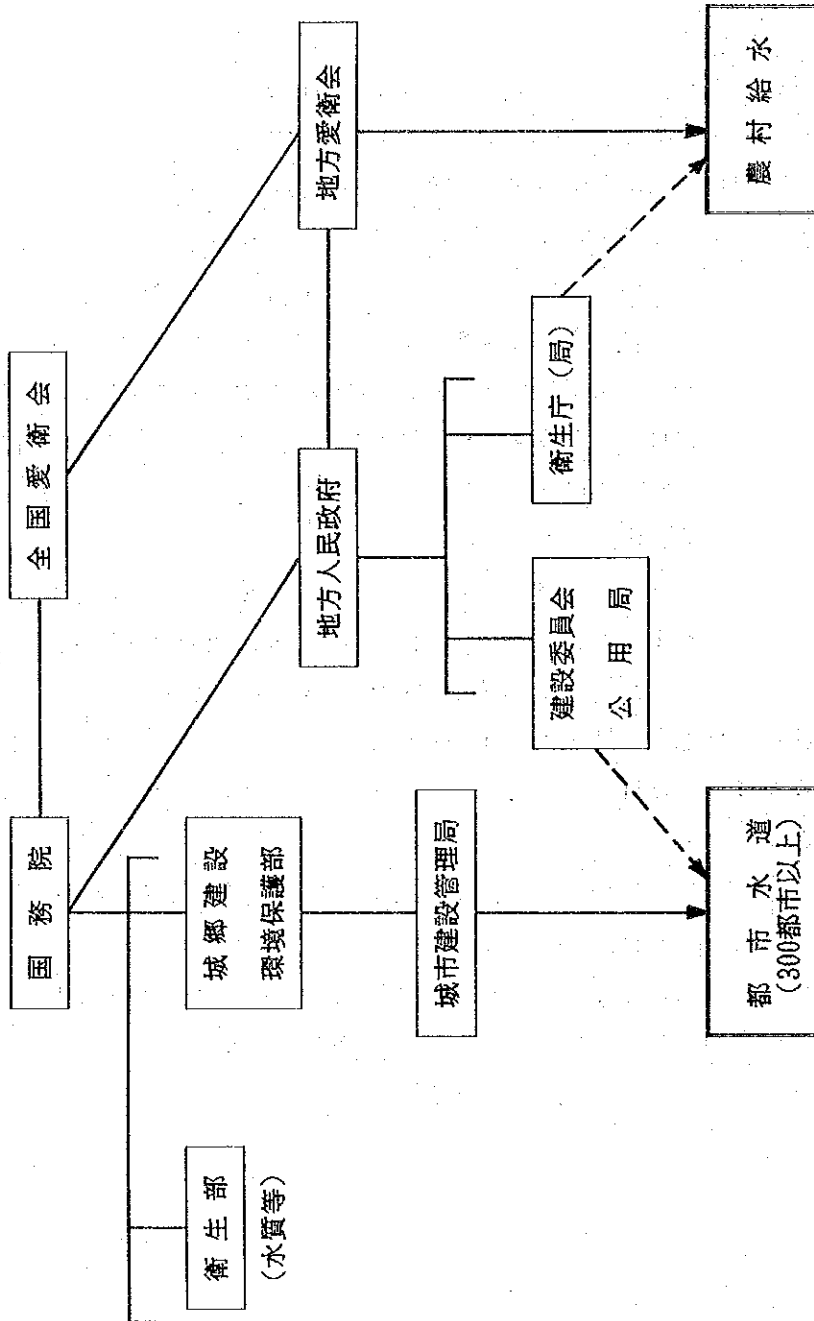 国務院
全国愛衛会
衛生部
(水質等)
城郷建設
環境保護部
地方人民政府
地方愛衛会
城市建設管理局
建設委員会
公用局
衛生庁(局)
都市水道
(300都市以上)
農村給水